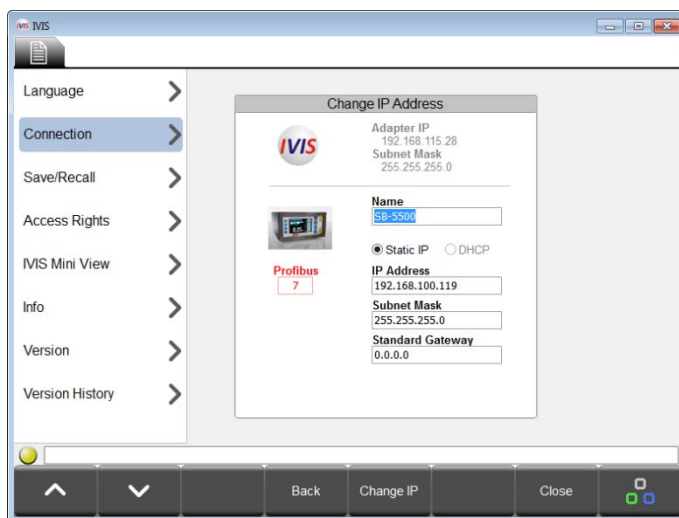 IVIS IVIS
Language
Connection
Save/Recall
Access Rights
IVIS Mini View
Info
Version
Version History
Change IP Address
IVIS
Adapter IP
192.168.115.28
Subnet Mask
255.255.255.0
Name
SB-5500
Static IP DHCP
Profibus
7
IP Address
192.168.100.119
Subnet Mask
255.255.255.0
Standard Gateway
0.0.0.0
Back Change IP Close